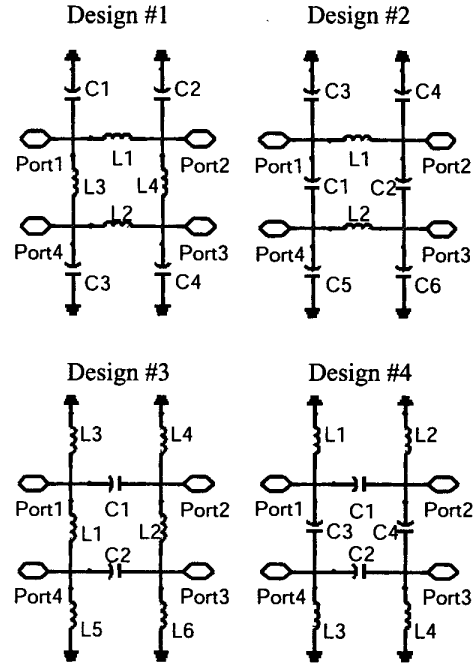 Design #1
Design #2
C1
C2
C3
C4
Port1
L1
Port2
Port1
L1
Port2
L3
L4
C1
C2
L2
L2
Port4
Port3
Port4
Port3
C3
C4
C5
C6
Design #3
Design #4
L3
L4
L1
L2
Port1
C1
Port2
Port1
C1
Port2
L1
L2
C3
C4
C2
C2
Port4
Port3
Port4
Port3
L5
L6
L3
L4